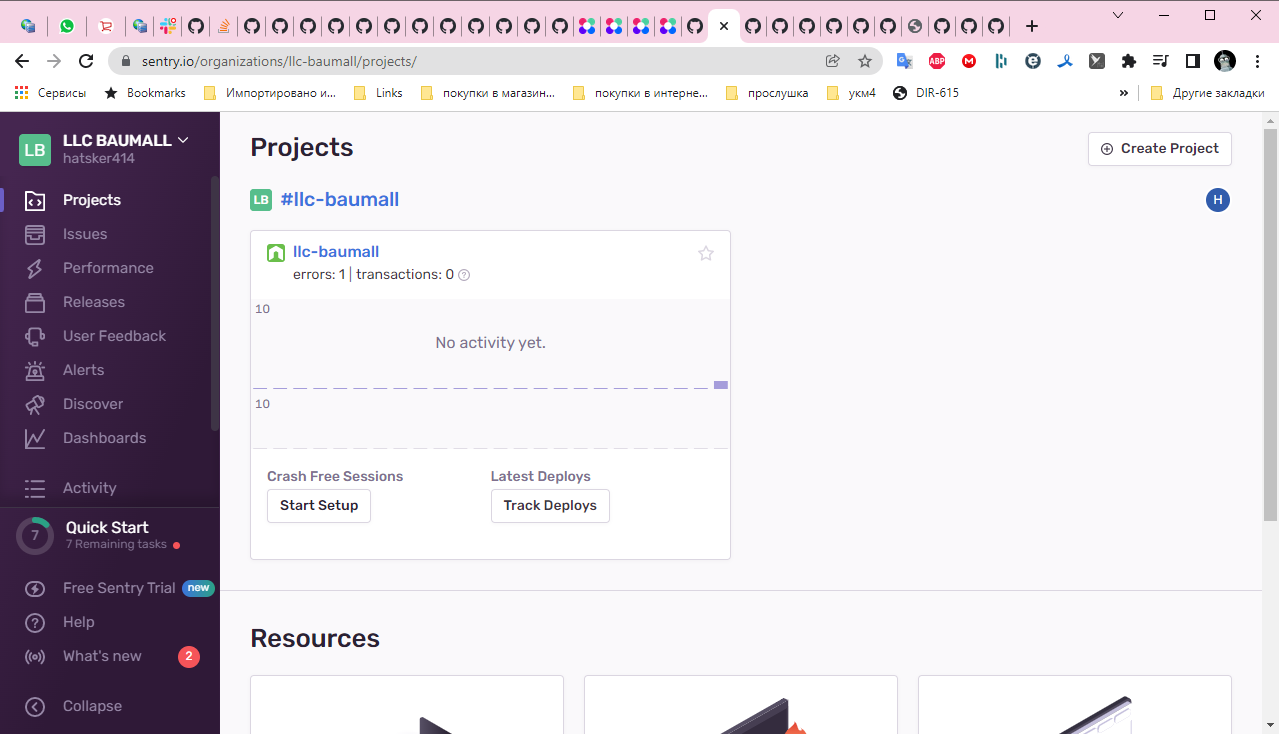 sentry.io/organizations/llc-baumall/projects/
ABP
Сервисы
Bookmarks
Импортировано и...
Links
покупки в магазин...
покупки в интерне...
прослушка
укм4
DIR-615
»
Другие закладки
LB
LLC BAUMALL
hatsker414
Projects
Issues
Performance
Releases
User Feedback
Alerts
Discover
Dashboards
Activity
7
Quick Start
7 Remaining tasks
Free Sentry Trial new
Help
What's new 2
Collapse
Projects
Create Project
LB #llc-baumall
H
llc-baumall
errors: 1 | transactions: 0
10
No activity yet.
10
Crash Free Sessions
Start Setup
Latest Deploys
Track Deploys
Resources